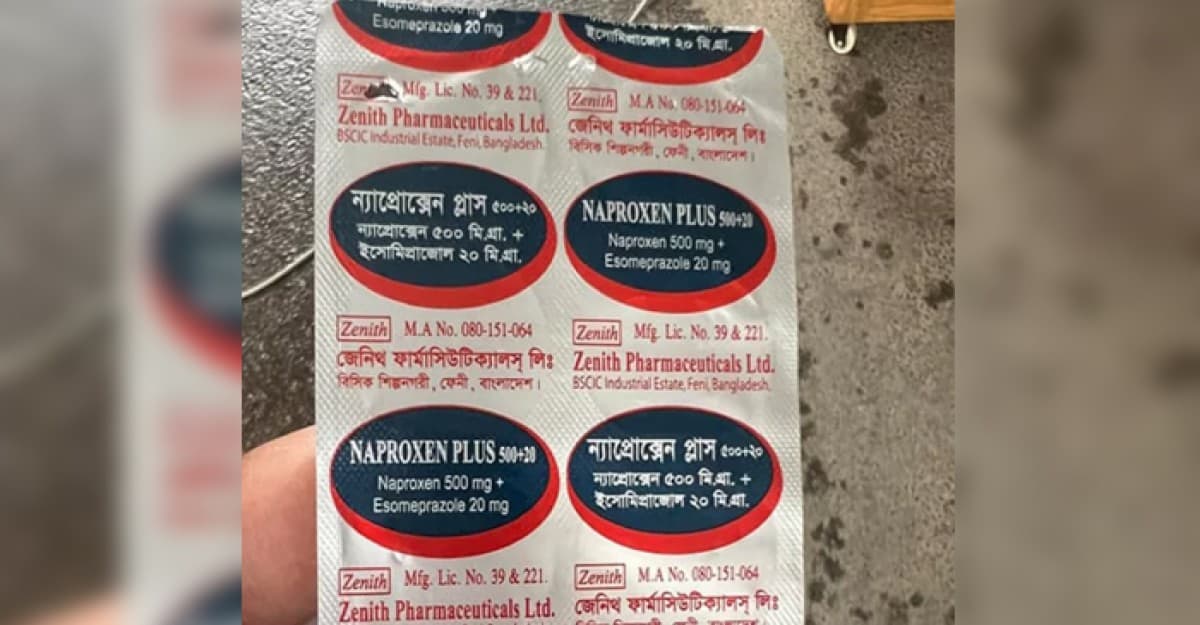 Naproxen 500 mg +
Esomeprazole 20 mg
ইসোমিপ্রাজোল ২০ মি.গ্রা.
Zenith Mfg. Lic. No. 39 & 221.
Zenith Pharmaceuticals Ltd.
BSCIC Industrial Estate, Feni, Bangladesh.
Zenith M.A No. 080-151-064
জেনিথ ফার্মাসিউটিক্যালস্ লিঃ
বিসিক শিল্পনগরী, ফেনী, বাংলাদেশ।
ন্যাপ্রোক্সেন প্লাস ৫০০+২০
ন্যাপ্রোক্সেন ৫০০ মি.গ্রা. +
ইসোমিপ্রাজোল ২০ মি.গ্রা.
NAPROXEN PLUS 500+20
Naproxen 500 mg +
Esomeprazole 20 mg
Zenith M.A No. 080-151-064
জেনিথ ফার্মাসিউটিক্যালস্ লিঃ
বিসিক শিল্পনগরী, ফেনী, বাংলাদেশ।
Zenith Mfg. Lic. No. 39 & 221.
Zenith Pharmaceuticals Ltd.
BSCIC Industrial Estate, Feni, Bangladesh.
NAPROXEN PLUS 500+20
Naproxen 500 mg +
Esomeprazole 20 mg
ন্যাপ্রোক্সেন প্লাস ৫০০+২০
ন্যাপ্রোক্সেন ৫০০ মি.গ্রা. +
ইসোমিপ্রাজোল ২০ মি.গ্রা.
Zenith Mfg. Lic. No. 39 & 221.
Zenith Pharmaceuticals Ltd.
Zenith M.A No. 080-151-064
জেনিথ ফার্মাসিউটিক্যালস্ লিঃ